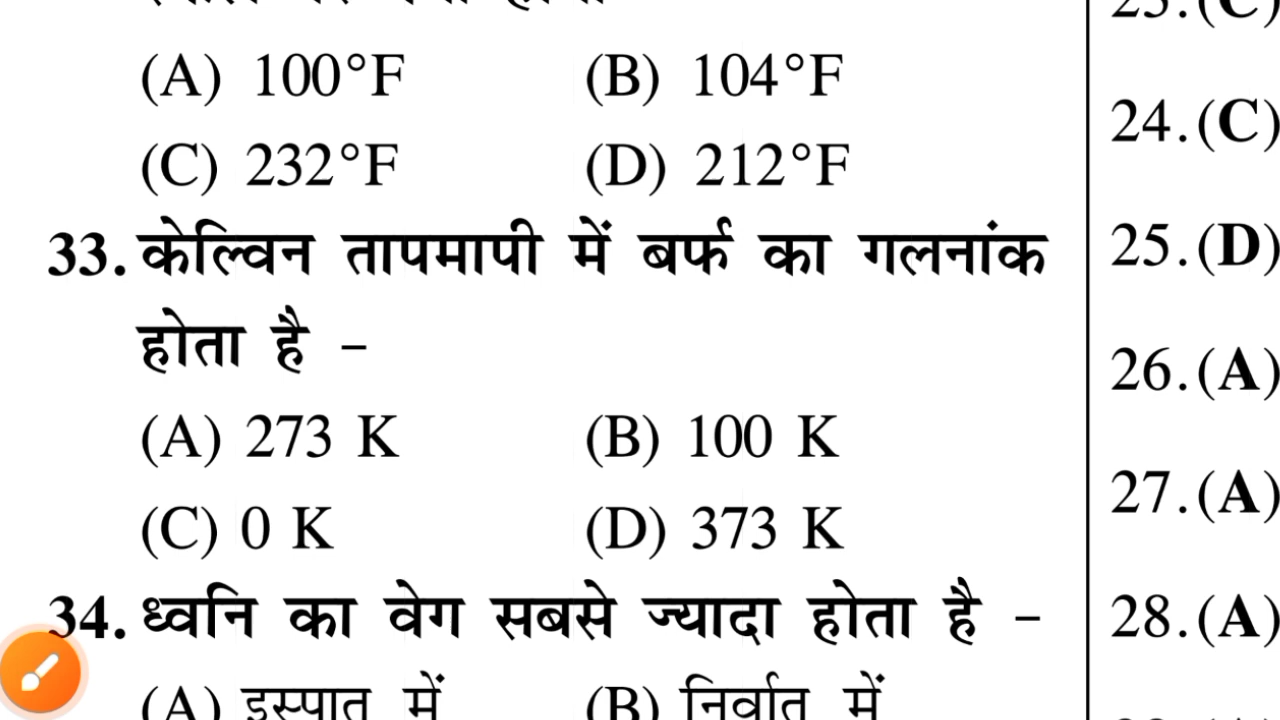 (A) 100°F (B) 104°F
(C) 232°F (D) 212°F
33. केल्विन तापमापी में बर्फ का गलनांक
होता है -
(A) 273 K (B) 100 K
(C) 0 K (D) 373 K
34. ध्वनि का वेग सबसे ज्यादा होता है -
(A) इस्पात में (B) निर्वात में
23.(C)
24.(C)
25.(D)
26.(A)
27.(A)
28.(A)